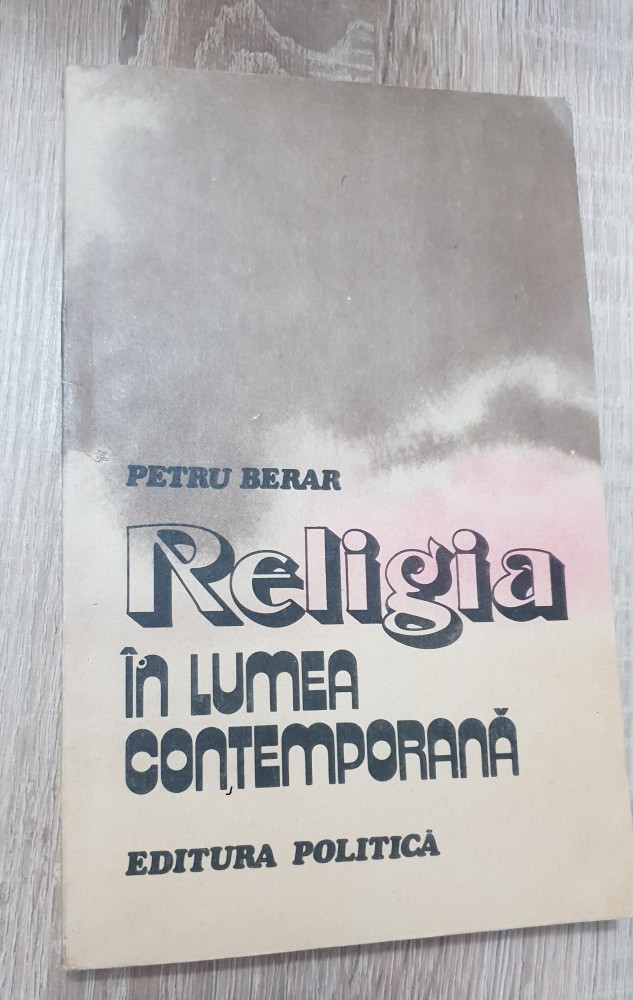 PETRU BERAR
Religia
În LUMEA
CONTEMPORANĂ
EDITURA POLITICĂ